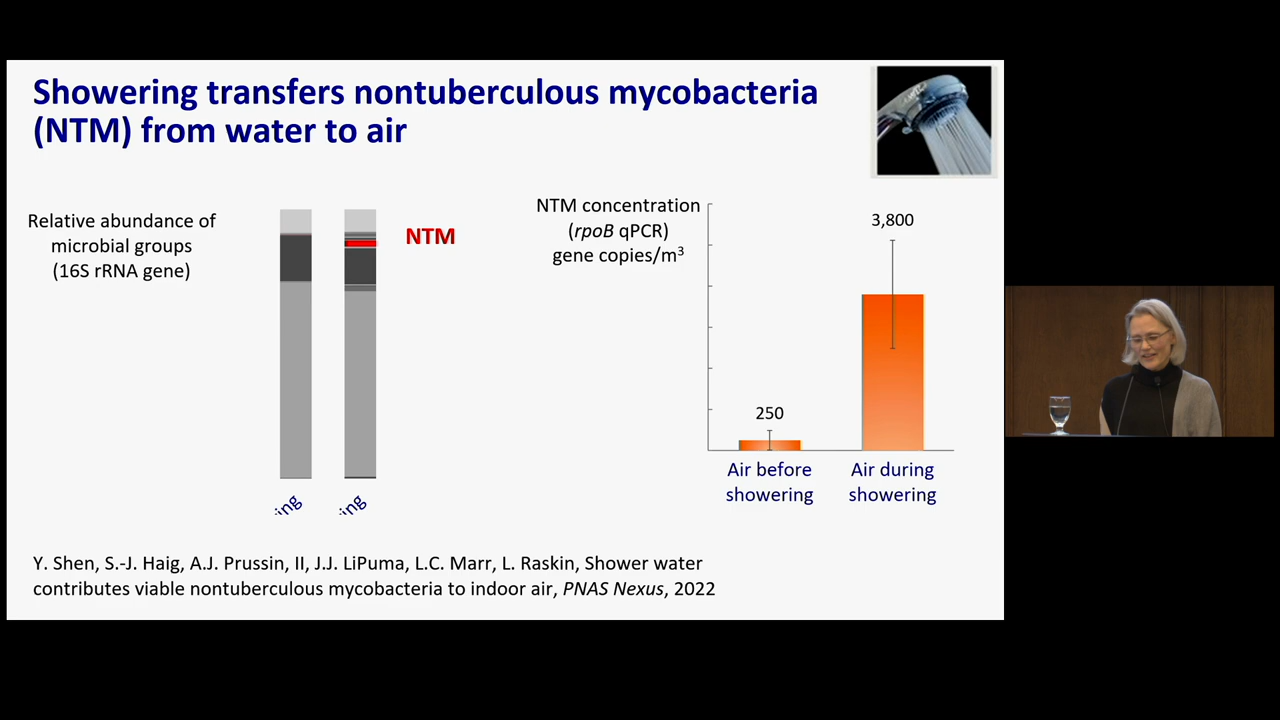 Showering transfers nontuberculous mycobacteria
(NTM) from water to air
Relative abundance of
microbial groups
(16S rRNA gene)
NTM
ing
ing
NTM concentration
(rpoB qPCR)
gene copies/m³
3,800
250
Air before
showering
Air during
showering
Y. Shen, S.-J. Haig, A.J. Prussin, II, J.J. LiPuma, L.C. Marr, L. Raskin, Shower water
contributes viable nontuberculous mycobacteria to indoor air, PNAS Nexus, 2022